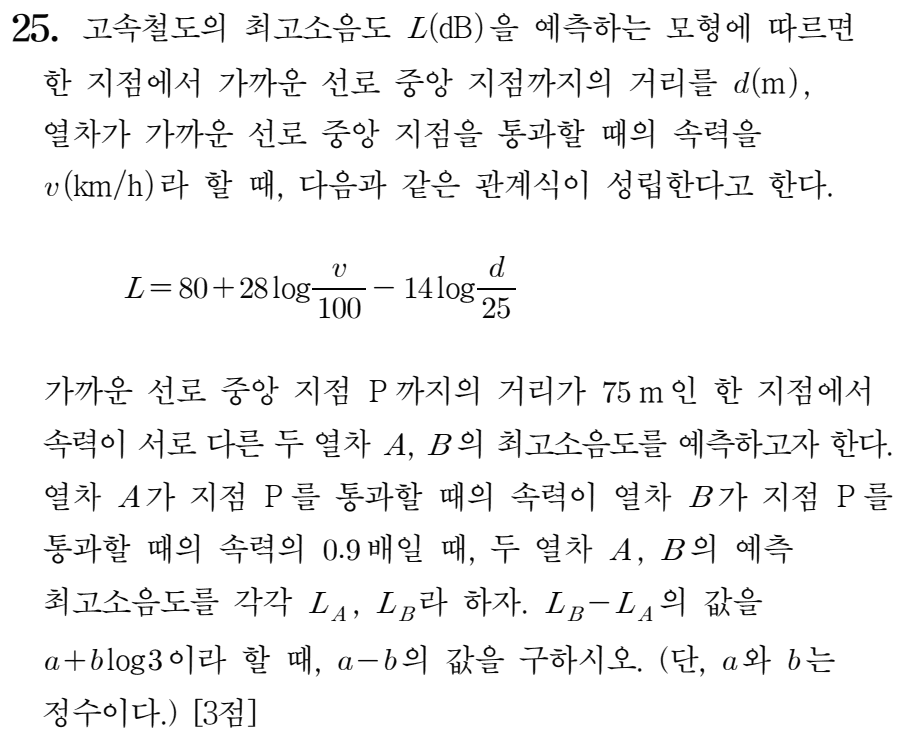 25. 고속철도의 최고소음도 L(dB)을 예측하는 모형에 따르면
한 지점에서 가까운 선로 중앙 지점까지의 거리를 d(m),
열차가 가까운 선로 중앙 지점을 통과할 때의 속력을
v(km/h)라 할 때, 다음과 같은 관계식이 성립한다고 한다.
L=80+28log v/100 − 14log d/25
가까운 선로 중앙 지점 P까지의 거리가 75 m인 한 지점에서
속력이 서로 다른 두 열차 A, B의 최고소음도를 예측하고자 한다.
열차 A가 지점 P를 통과할 때의 속력이 열차 B가 지점 P를
통과할 때의 속력의 0.9배일 때, 두 열차 A, B의 예측
최고소음도를 각각 L_A, L_B라 하자. L_B−L_A의 값을
a+blog3이라 할 때, a−b의 값을 구하시오. (단, a와 b는
정수이다.) [3점]